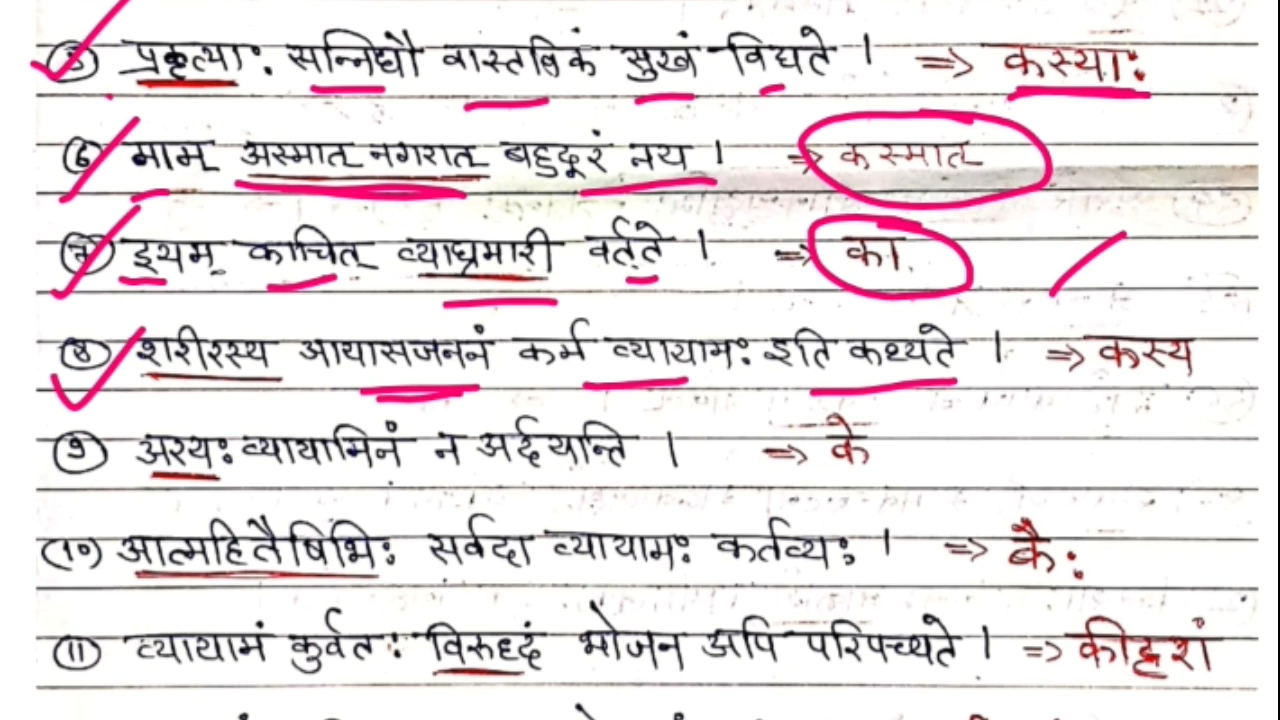 ⑤ प्रकृत्याः सन्निधौ वास्तविकं सुखं विद्यते । => कस्याः
⑥ माम् अस्मात् नगरात् बहुदूरं नय । => कस्मात्
⑦ इयम् काचित् व्याघ्रमारी वर्तते । => का
⑧ शरीरस्य आयासजननं कर्म व्यायामः इति कथ्यते । => कस्य
⑨ अरयः व्यायामिनं न अर्दयन्ति । => के
(१०) आत्महितैषिभिः सर्वदा व्यायामः कर्तव्यः । => कैः
⑪ व्यायामं कुर्वतः विरुध्दं भोजन अपि परिपच्यते । => कीदृशं